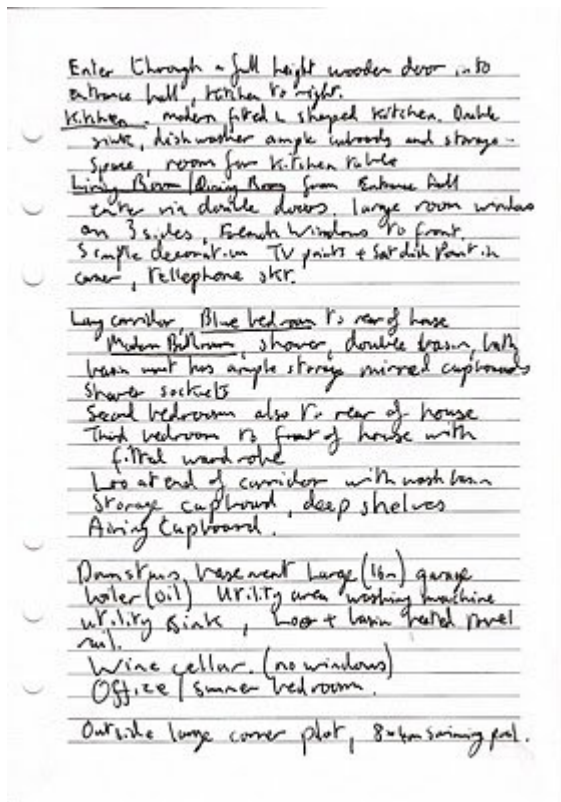 Enter through a full height wooden door into
entrance hall, kitchen to right.
Kitchen. modern fitted L shaped kitchen. Double
sink, dishwasher ample cuboards and storage -
space, room for kitchen table
Living Room / Dining Room from Entrance hall
enter via double doors, large room windows
on 3 sides, French windows to front.
Simple decoration TV points + Sat dish point in
corner, tellephone skt.
Long corridor, Blue bedroom to rear of house
Modern Bathroom, shower, double basin,
basin unit has ample storage mirred cupboards
Shaver sockets
Second bedroom also to rear of house
Third bedroom to front of house with
fitted wardrobe
Loo at end of corridor with wash basin
Storage cupboard, deep shelves
Airing Cupboard.
Downstairs, basement Large (16m) garage
boiler (oil) Utility area washing machine
utility sink, Loo + basin heated towel
rail.
Wine cellar. (no windows)
Office / summer bedroom.
Outside large corner plot, 8x4m swimming pool.